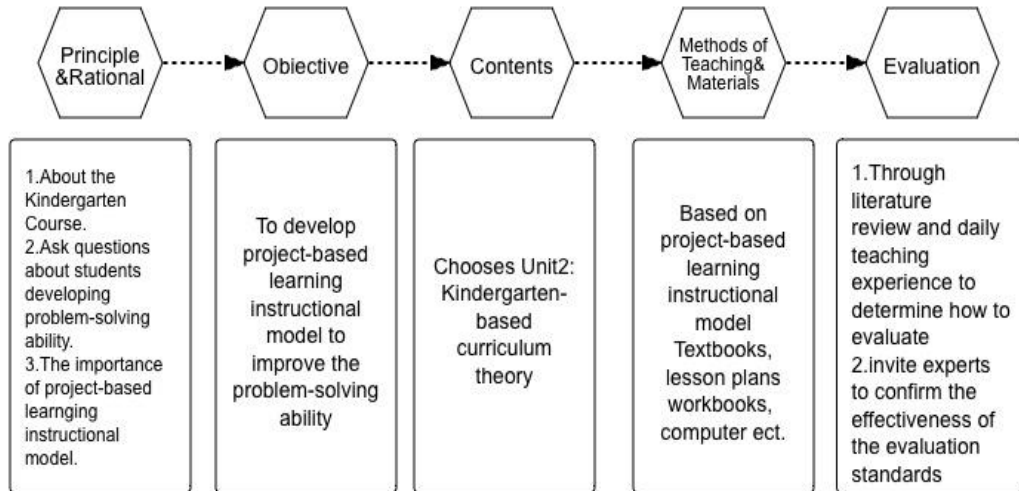 Principle
&Rational
Obiective
Contents
Methods of
Teaching&
Materials
Evaluation
1.About the
Kindergarten
Course.
2.Ask questions
about students
developing
problem-solving
ability.
3.The importance
of project-based
learnging
instructional
model.
To develop
project-based
learning
instructional
model to
improve the
problem-solving
ability
Chooses Unit2:
Kindergarten-
based
curriculum
theory
Based on
project-based
learning
instructional
model
Textbooks,
lesson plans
workbooks,
computer ect.
1.Through
literature
review and daily
teaching
experience to
determine how to
evaluate
2.invite experts
to confirm the
effectiveness of
the evaluation
standards